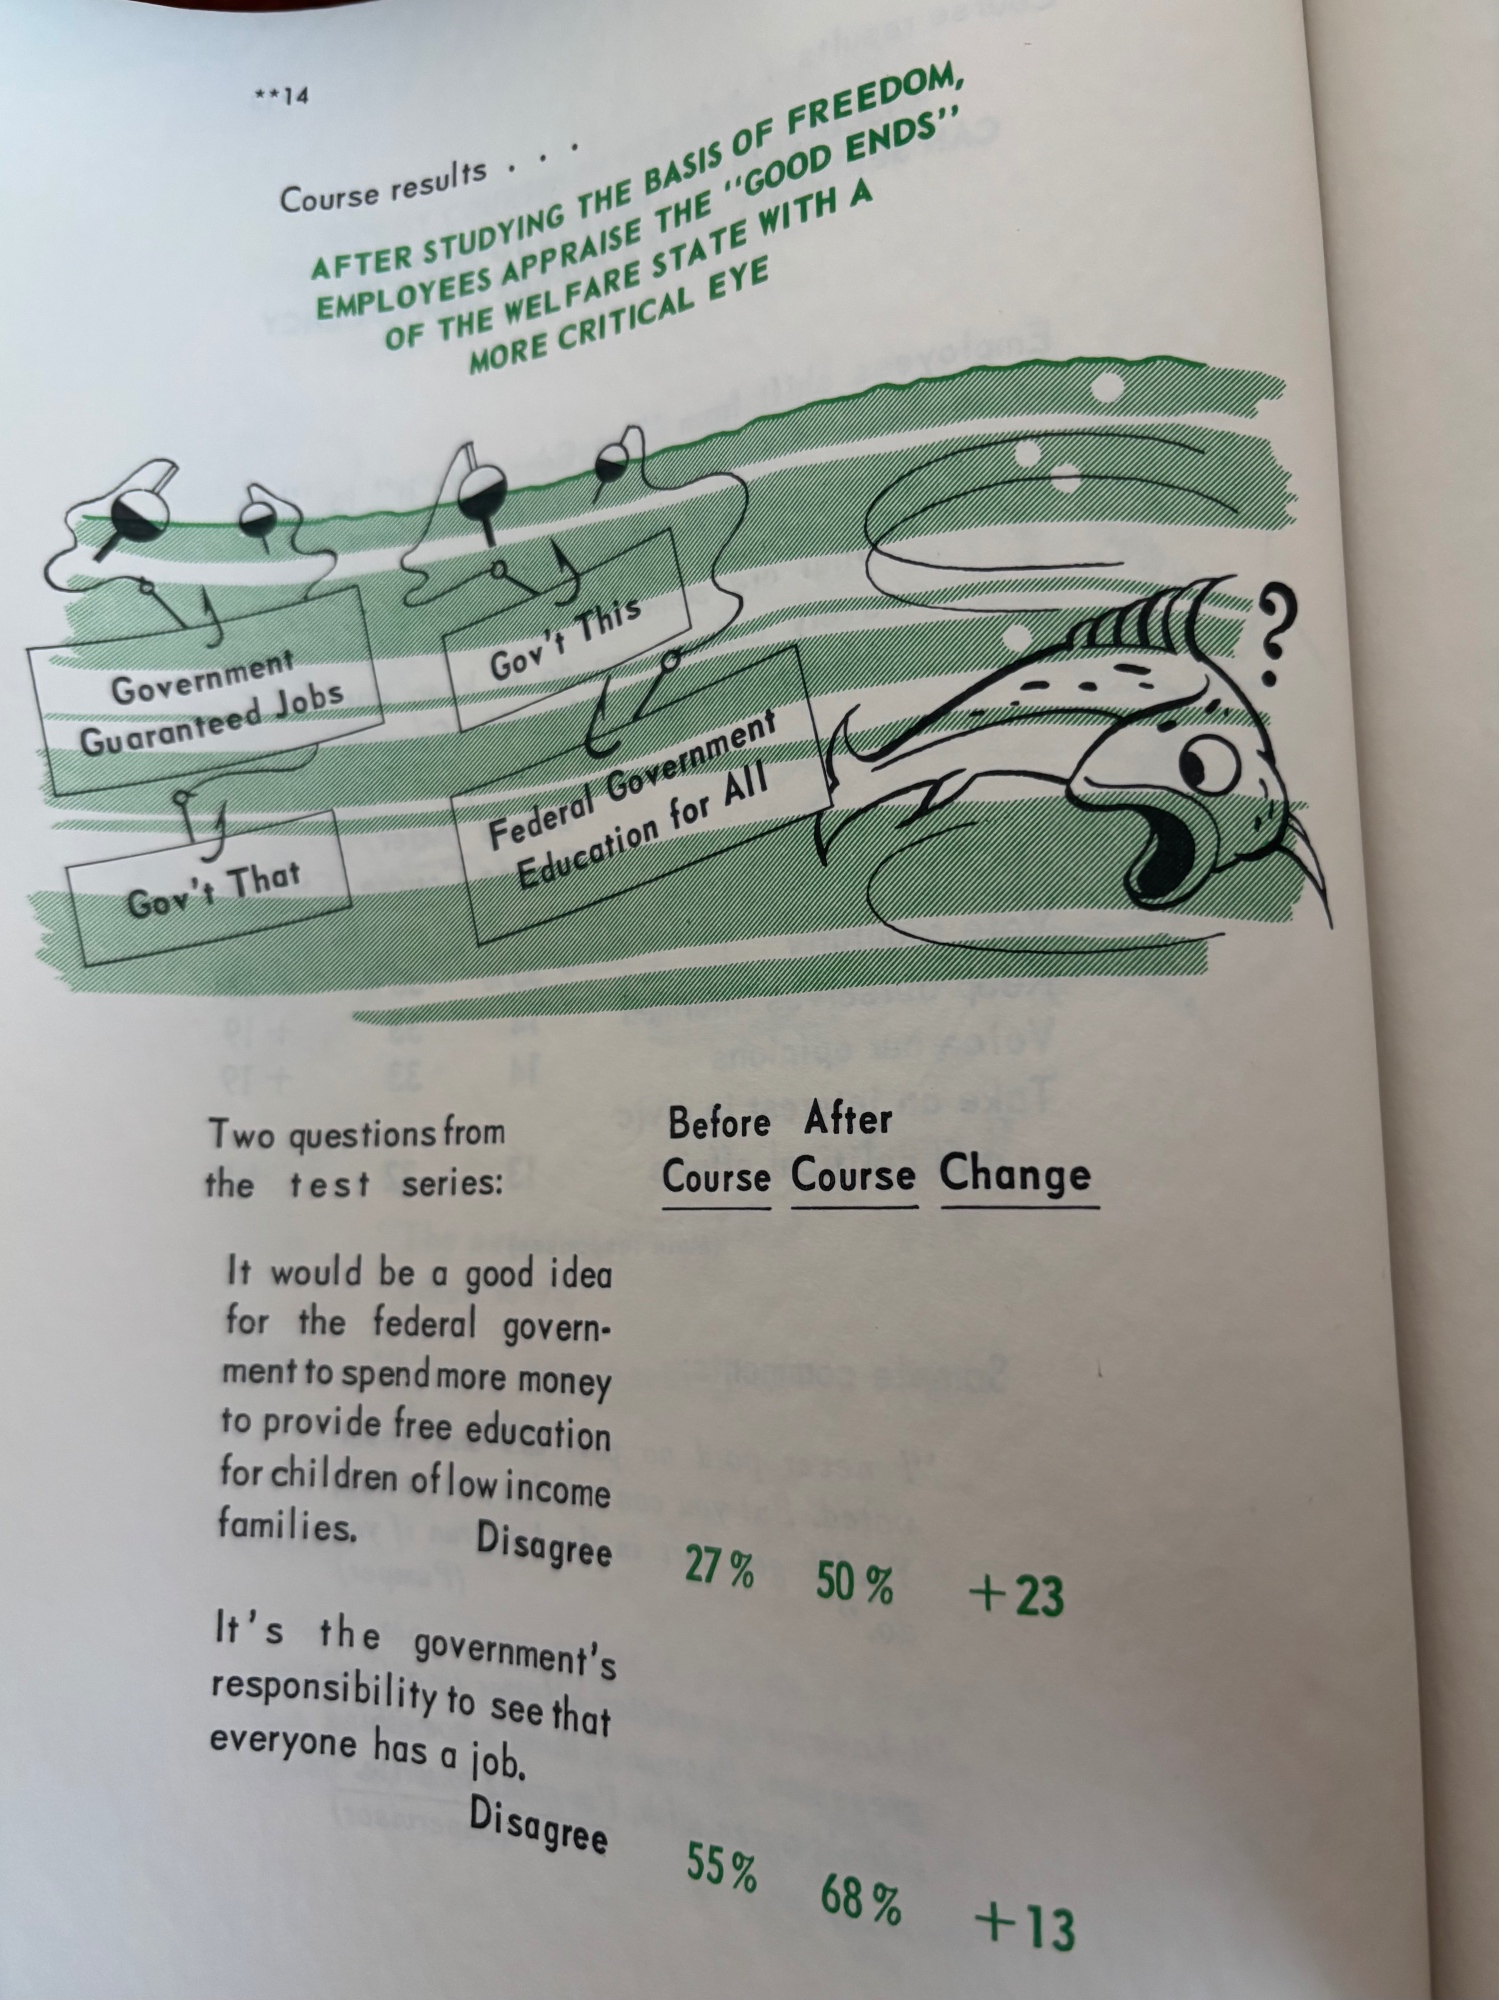 **14
Course results . . .
AFTER STUDYING THE BASIS OF FREEDOM,
EMPLOYEES APPRAISE THE "GOOD ENDS"
OF THE WELFARE STATE WITH A
MORE CRITICAL EYE
Government
Guaranteed Jobs
Gov't This
?
Gov't That
Federal Government
Education for All
Two questions from
the test series:
Before After
Course Course Change
It would be a good idea
for the federal govern-
ment to spend more money
to provide free education
for children of low income
families. Disagree 27% 50% +23
It's the government's
responsibility to see that
everyone has a job.
Disagree 55% 68% +13